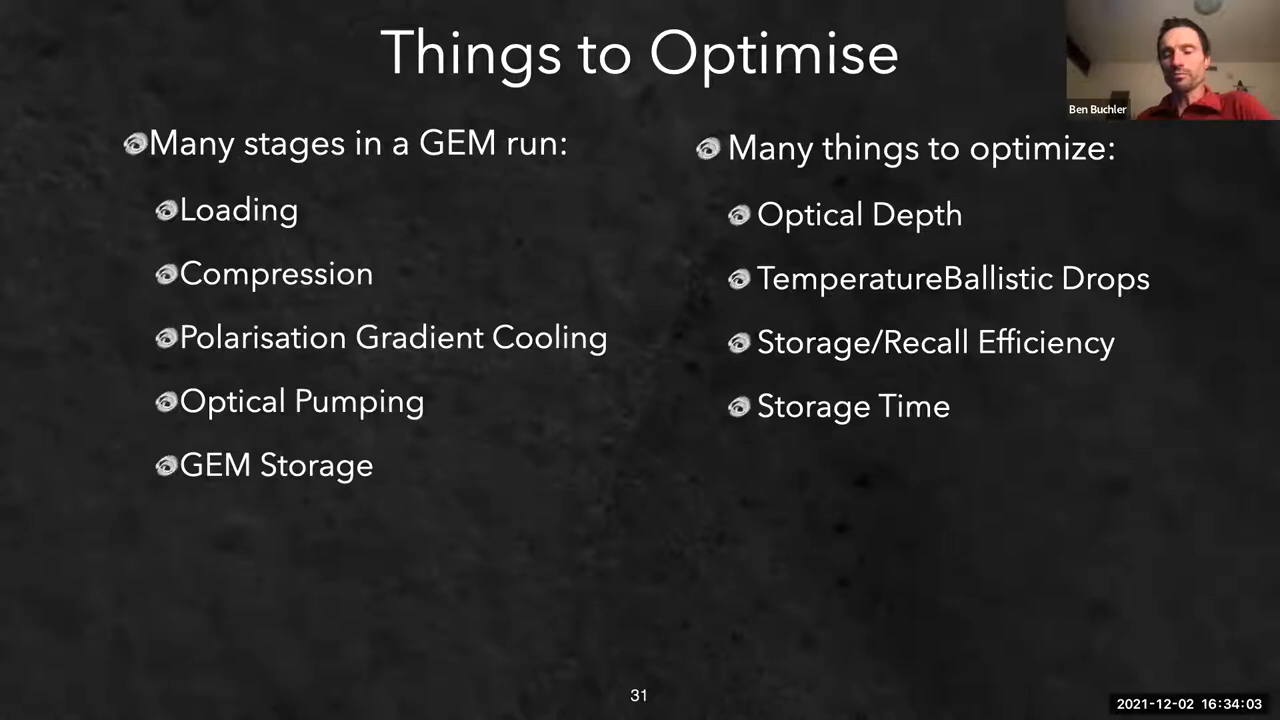 Things to Optimise
Ben Buchler
Many stages in a GEM run:
Loading
Compression
Polarisation Gradient Cooling
Optical Pumping
GEM Storage
Many things to optimize:
Optical Depth
TemperatureBallistic Drops
Storage/Recall Efficiency
Storage Time
31
2021-12-02 16:34:03